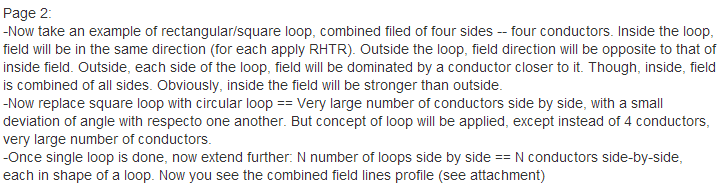 Page 2:
-Now take an example of rectangular/square loop, combined filed of four sides -- four conductors. Inside the loop,
field will be in the same direction (for each apply RHTR). Outside the loop, field direction will be opposite to that of
inside field. Outside, each side of the loop, field will be dominated by a conductor closer to it. Though, inside, field
is combined of all sides. Obviously, inside the field will be stronger than outside.
-Now replace square loop with circular loop == Very large number of conductors side by side, with a small
deviation of angle with respecto one another. But concept of loop will be applied, except instead of 4 conductors,
very large number of conductors.
-Once single loop is done, now extend further: N number of loops side by side == N conductors side-by-side,
each in shape of a loop. Now you see the combined field lines profile (see attachment)